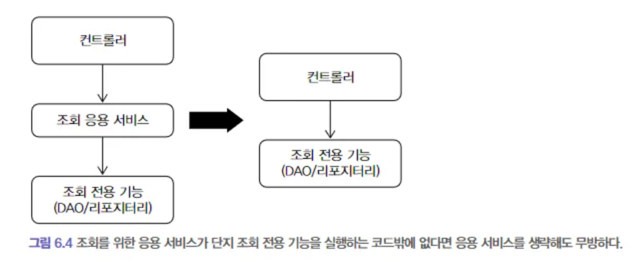 컨트롤러
조회 응용 서비스
조회 전용 기능
(DAO/리포지터리)
컨트롤러
조회 전용 기능
(DAO/리포지터리)
그림 6.4 조회를 위한 응용 서비스가 단지 조회 전용 기능을 실행하는 코드밖에 없다면 응용 서비스를 생략해도 무방하다.